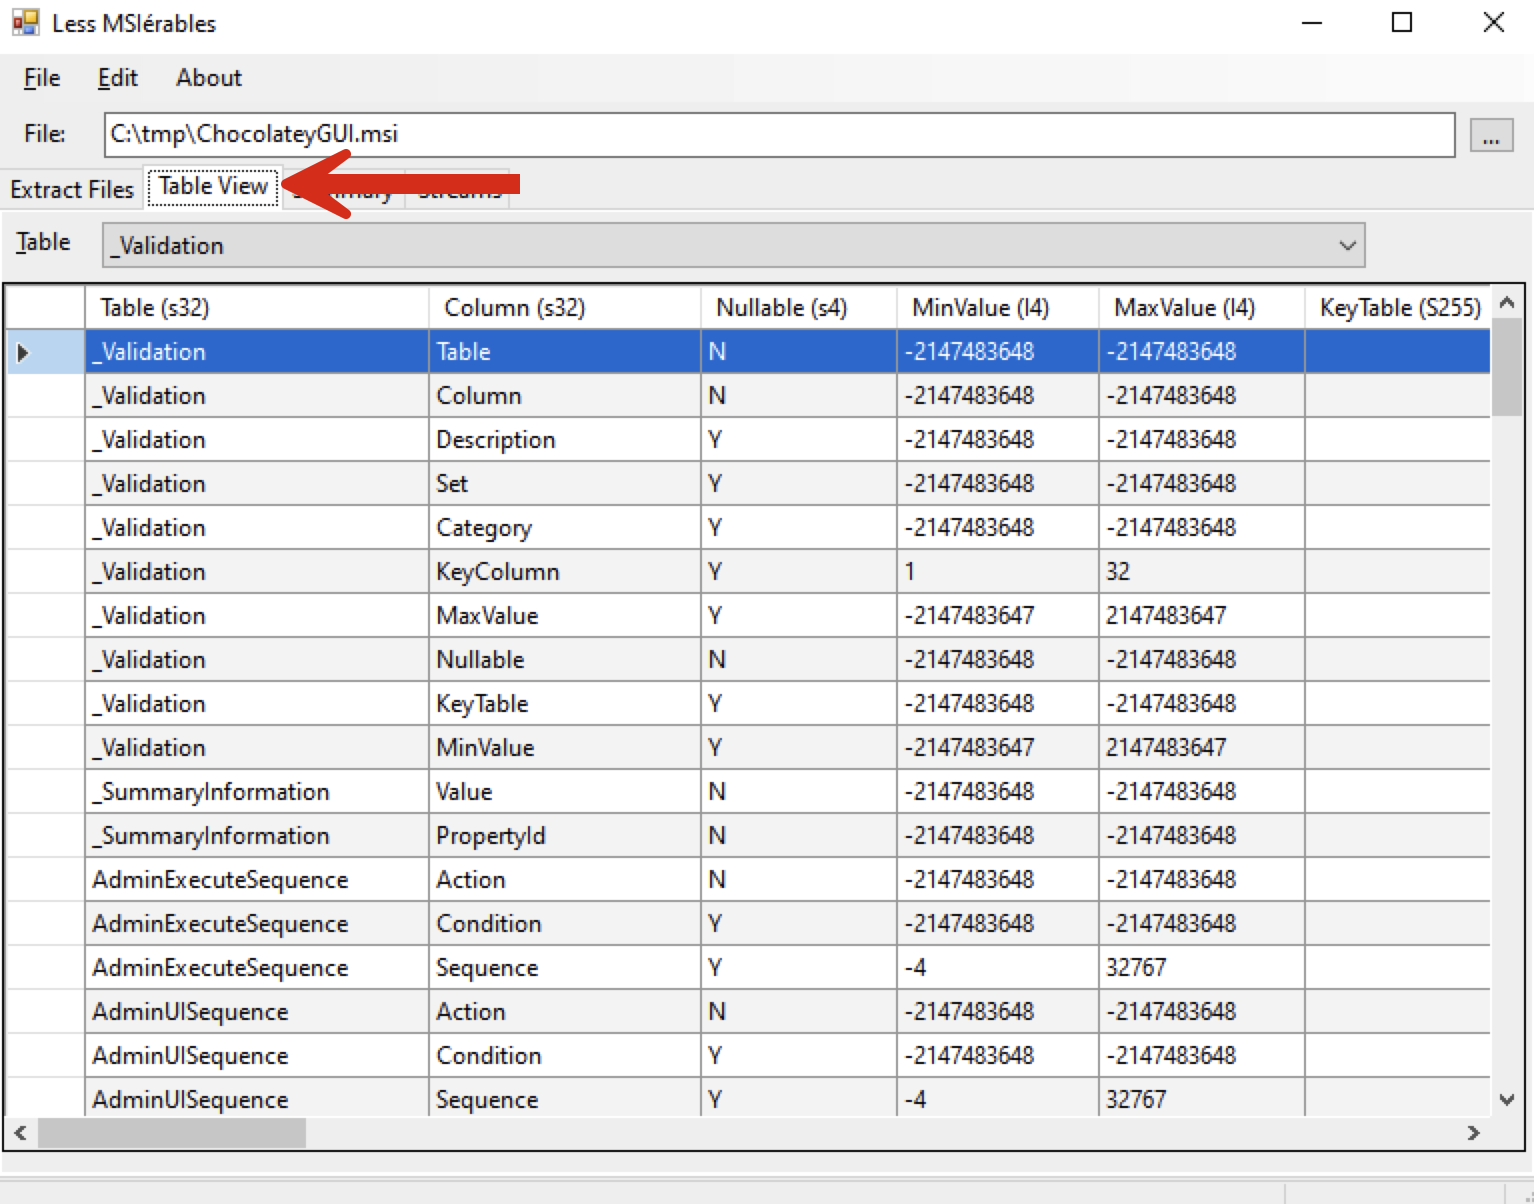 Less MSIérables
File Edit About
File: C:\tmp\ChocolateyGUI.msi ...
Extract Files Table View Summary Streams
Table _Validation
Table (s32) Column (s32) Nullable (s4) MinValue (I4) MaxValue (I4) KeyTable (S255)
_Validation Table N -2147483648 -2147483648
_Validation Column N -2147483648 -2147483648
_Validation Description Y -2147483648 -2147483648
_Validation Set Y -2147483648 -2147483648
_Validation Category Y -2147483648 -2147483648
_Validation KeyColumn Y 1 32
_Validation MaxValue Y -2147483647 2147483647
_Validation Nullable N -2147483648 -2147483648
_Validation KeyTable Y -2147483648 -2147483648
_Validation MinValue Y -2147483647 2147483647
_SummaryInformation Value N -2147483648 -2147483648
_SummaryInformation PropertyId N -2147483648 -2147483648
AdminExecuteSequence Action N -2147483648 -2147483648
AdminExecuteSequence Condition Y -2147483648 -2147483648
AdminExecuteSequence Sequence Y -4 32767
AdminUISequence Action N -2147483648 -2147483648
AdminUISequence Condition Y -2147483648 -2147483648
AdminUISequence Sequence Y -4 32767